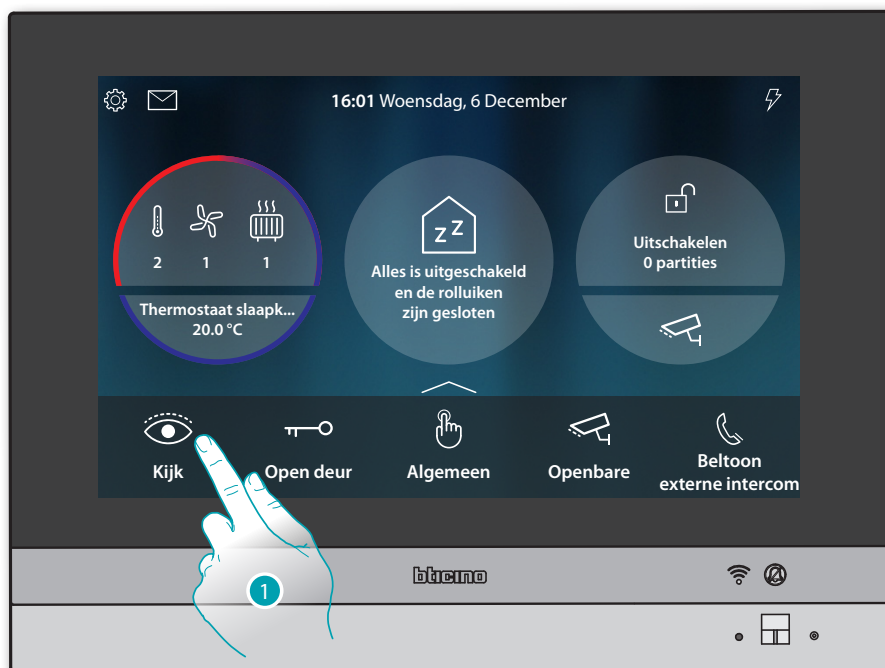 16:01 Woensdag, 6 December
2 1 1
Thermostaat slaapk...
20.0 °C
z Z
Alles is uitgeschakeld
en de rolluiken
zijn gesloten
Uitschakelen
0 partities
Kijk
Open deur
Algemeen
Openbare
Beltoon
externe intercom
1
bticino